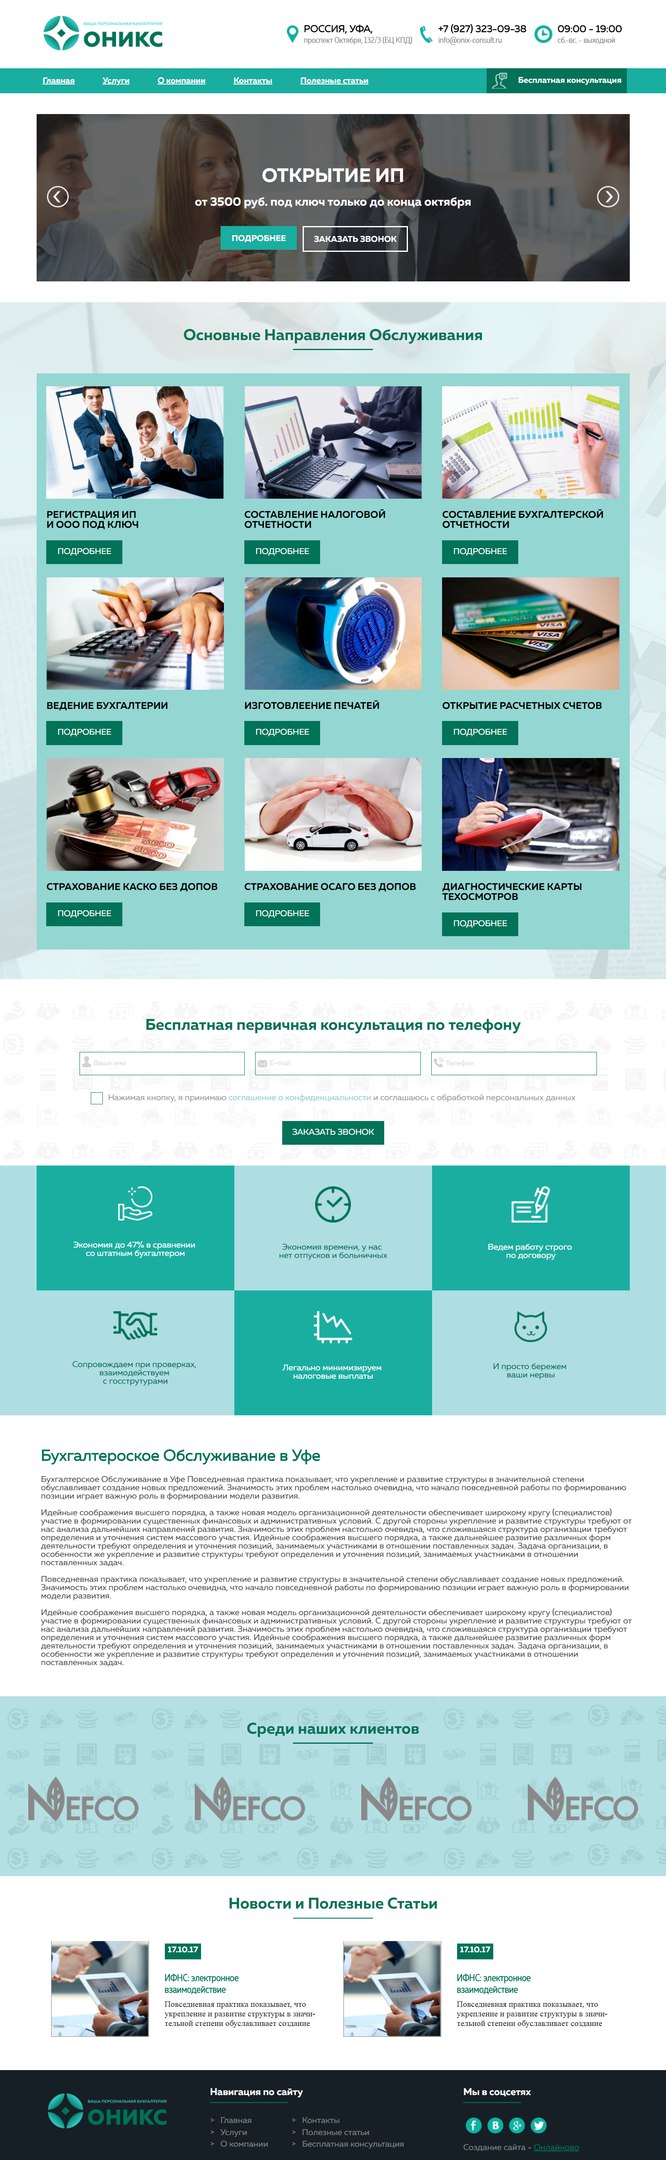 ВАША ПЕРСОНАЛЬНАЯ БУХГАЛТЕРИЯ
ОНИКС
РОССИЯ, УФА,
проспект Октября, 132/3 (БЦ КПД)
+7 (927) 323-09-38
info@onix-consult.ru
09:00 - 19:00
сб.-вс. - выходной
Главная
Услуги
О компании
Контакты
Полезные статьи
Бесплатная консультация
ОТКРЫТИЕ ИП
от 3500 руб. под ключ только до конца октября
ПОДРОБНЕЕ
ЗАКАЗАТЬ ЗВОНОК
Основные Направления Обслуживания
РЕГИСТРАЦИЯ ИП
И ООО ПОД КЛЮЧ
ПОДРОБНЕЕ
СОСТАВЛЕНИЕ НАЛОГОВОЙ
ОТЧЕТНОСТИ
ПОДРОБНЕЕ
СОСТАВЛЕНИЕ БУХГАЛТЕРСКОЙ
ОТЧЕТНОСТИ
ПОДРОБНЕЕ
VISA
VISA
ВЕДЕНИЕ БУХГАЛТЕРИИ
ПОДРОБНЕЕ
ИЗГОТОВЛЕЕНИЕ ПЕЧАТЕЙ
ПОДРОБНЕЕ
ОТКРЫТИЕ РАСЧЕТНЫХ СЧЕТОВ
ПОДРОБНЕЕ
СТРАХОВАНИЕ КАСКО БЕЗ ДОПОВ
ПОДРОБНЕЕ
СТРАХОВАНИЕ ОСАГО БЕЗ ДОПОВ
ПОДРОБНЕЕ
ДИАГНОСТИЧЕСКИЕ КАРТЫ
ТЕХОСМОТРОВ
ПОДРОБНЕЕ
Бесплатная первичная консультация по телефону
Ваше имя
E-mail
Телефон
Нажимая кнопку, я принимаю соглашение о конфиденциальности и соглашаюсь с обработкой персональных данных
ЗАКАЗАТЬ ЗВОНОК
Экономия до 47% в сравнении
со штатным бухгалтером
Экономия времени, у нас
нет отпусков и больничных
Ведем работу строго
по договору
Сопровождаем при проверках,
взаимодействуем
с госструтурами
Легально минимизируем
налоговые выплаты
И просто бережем
ваши нервы
Бухгалтероское Обслуживание в Уфе
Бухгалтерское Обслуживание в Уфе Повседневная практика показывает, что укрепление и развитие структуры в значительной степени
обуславливает создание новых предложений. Значимость этих проблем настолько очевидна, что начало повседневной работы по формированию
позиции играет важную роль в формировании модели развития.
Идейные соображения высшего порядка, а также новая модель организационной деятельности обеспечивает широкому кругу (специалистов)
участие в формировании существенных финансовых и административных условий. С другой стороны укрепление и развитие структуры требуют от
нас анализа дальнейших направлений развития. Значимость этих проблем настолько очевидна, что сложившаяся структура организации требуют
определения и уточнения систем массового участия. Идейные соображения высшего порядка, а также дальнейшее развитие различных форм
деятельности требуют определения и уточнения позиций, занимаемых участниками в отношении поставленных задач. Задача организации, в
особенности же укрепление и развитие структуры требуют определения и уточнения позиций, занимаемых участниками в отношении
поставленных задач.
Повседневная практика показывает, что укрепление и развитие структуры в значительной степени обуславливает создание новых предложений.
Значимость этих проблем настолько очевидна, что начало повседневной работы по формированию позиции играет важную роль в формировании
модели развития.
Идейные соображения высшего порядка, а также новая модель организационной деятельности обеспечивает широкому кругу (специалистов)
участие в формировании существенных финансовых и административных условий. С другой стороны укрепление и развитие структуры требуют от
нас анализа дальнейших направлений развития. Значимость этих проблем настолько очевидна, что сложившаяся структура организации требуют
определения и уточнения систем массового участия. Идейные соображения высшего порядка, а также дальнейшее развитие различных форм
деятельности требуют определения и уточнения позиций, занимаемых участниками в отношении поставленных задач. Задача организации, в
особенности же укрепление и развитие структуры требуют определения и уточнения позиций, занимаемых участниками в отношении
поставленных задач.
Среди наших клиентов
NEFCO
NEFCO
NEFCO
NEFCO
Новости и Полезные Статьи
17.10.17
ИФНС: электронное
взаимодействие
Повседневная практика показывает, что
укрепление и развитие структуры в значи-
тельной степени обуславливает создание
17.10.17
ИФНС: электронное
взаимодействие
Повседневная практика показывает, что
укрепление и развитие структуры в значи-
тельной степени обуславливает создание
ВАША ПЕРСОНАЛЬНАЯ БУХГАЛТЕРИЯ
ОНИКС
Навигация по сайту
> Главная
> Услуги
> О компании
> Контакты
> Полезные статьи
> Бесплатная консультация
Мы в соцсетях
Создание сайта - Онлайново